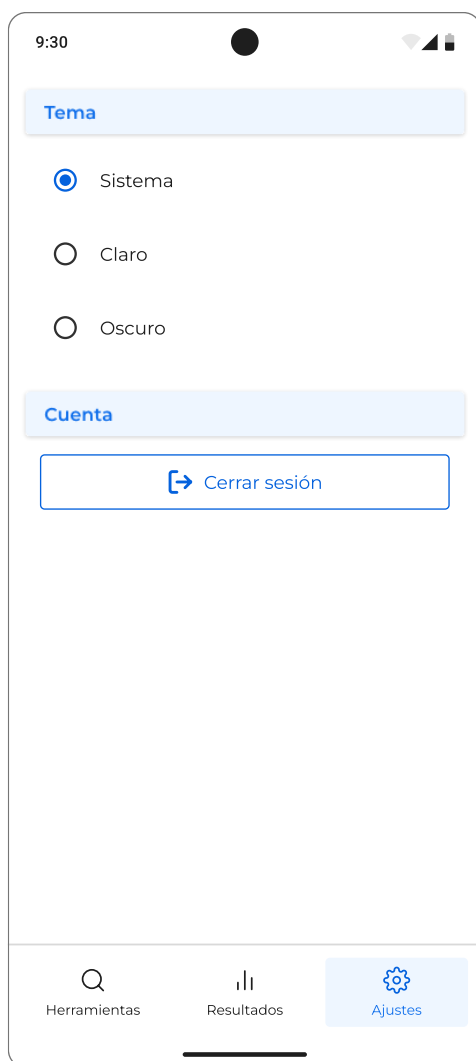 9:30
Tema
Sistema
Claro
Oscuro
Cuenta
Cerrar sesión
Herramientas
Resultados
Ajustes